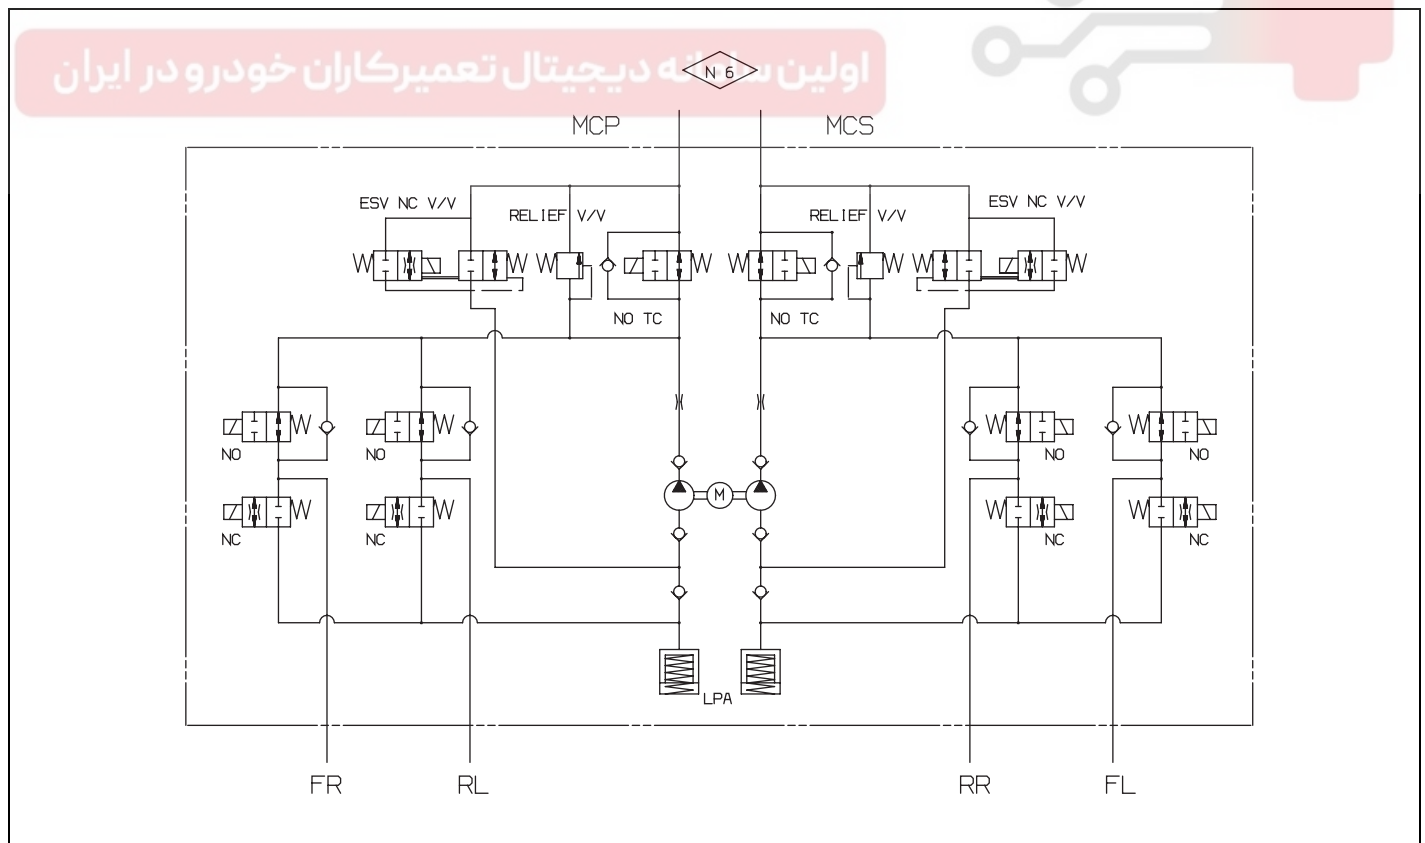 اولین سامانه دیجیتال تعمیرکاران خودرو در ایران
N 6
MCP MCS
ESV NC V/V RELIEF V/V RELIEF V/V ESV NC V/V
NO TC NO TC
NO NO NO NO
M
NC NC NC NC
LPA
FR RL RR FL